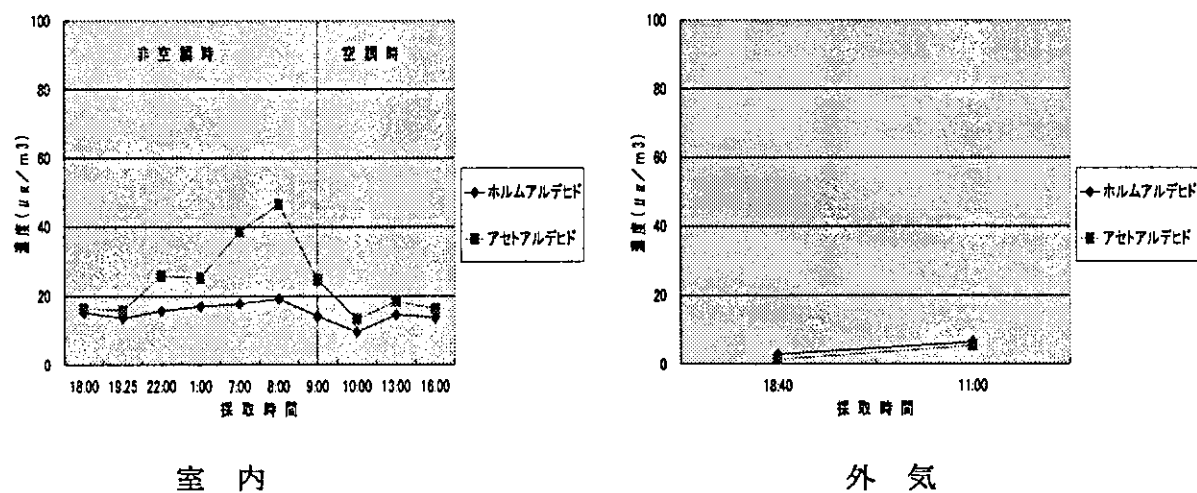 100
80
60
40
20
0
非空調時
空調時
濃度(μg/m3)
18:00 19:25 22:00 1:00 7:00 8:00 9:00 10:00 13:00 16:00
採取時間
ホルムアルデヒド
アセトアルデヒド
室 内
100
80
60
40
20
0
濃度(μg/m3)
18:40 11:00
採取時間
ホルムアルデヒド
アセトアルデヒド
外 気